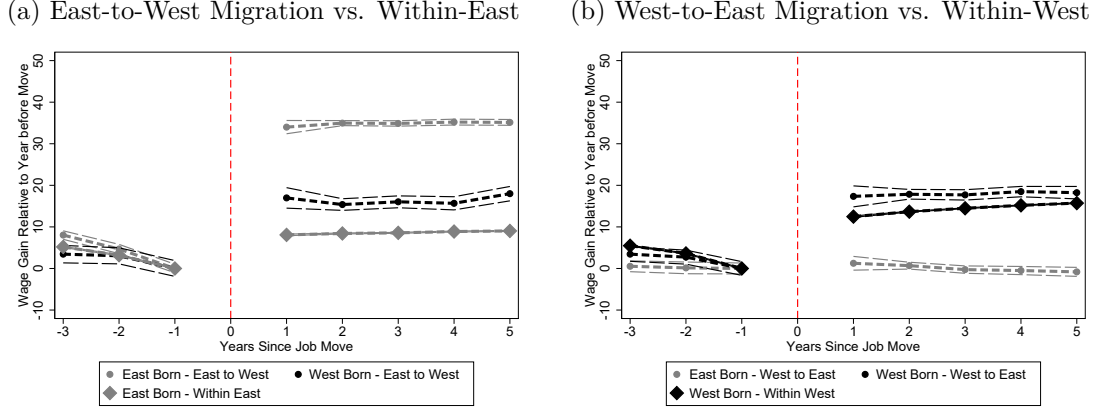 (a) East-to-West Migration vs. Within-East
Wage Gain Relative to Year before Move
50
40
30
20
10
0
-10
-3 -2 -1 0 1 2 3 4 5
Years Since Job Move
East Born - East to West West Born - East to West
East Born - Within East
(b) West-to-East Migration vs. Within-West
Wage Gain Relative to Year before Move
50
40
30
20
10
0
-10
-3 -2 -1 0 1 2 3 4 5
Years Since Job Move
East Born - West to East West Born - West to East
West Born - Within West